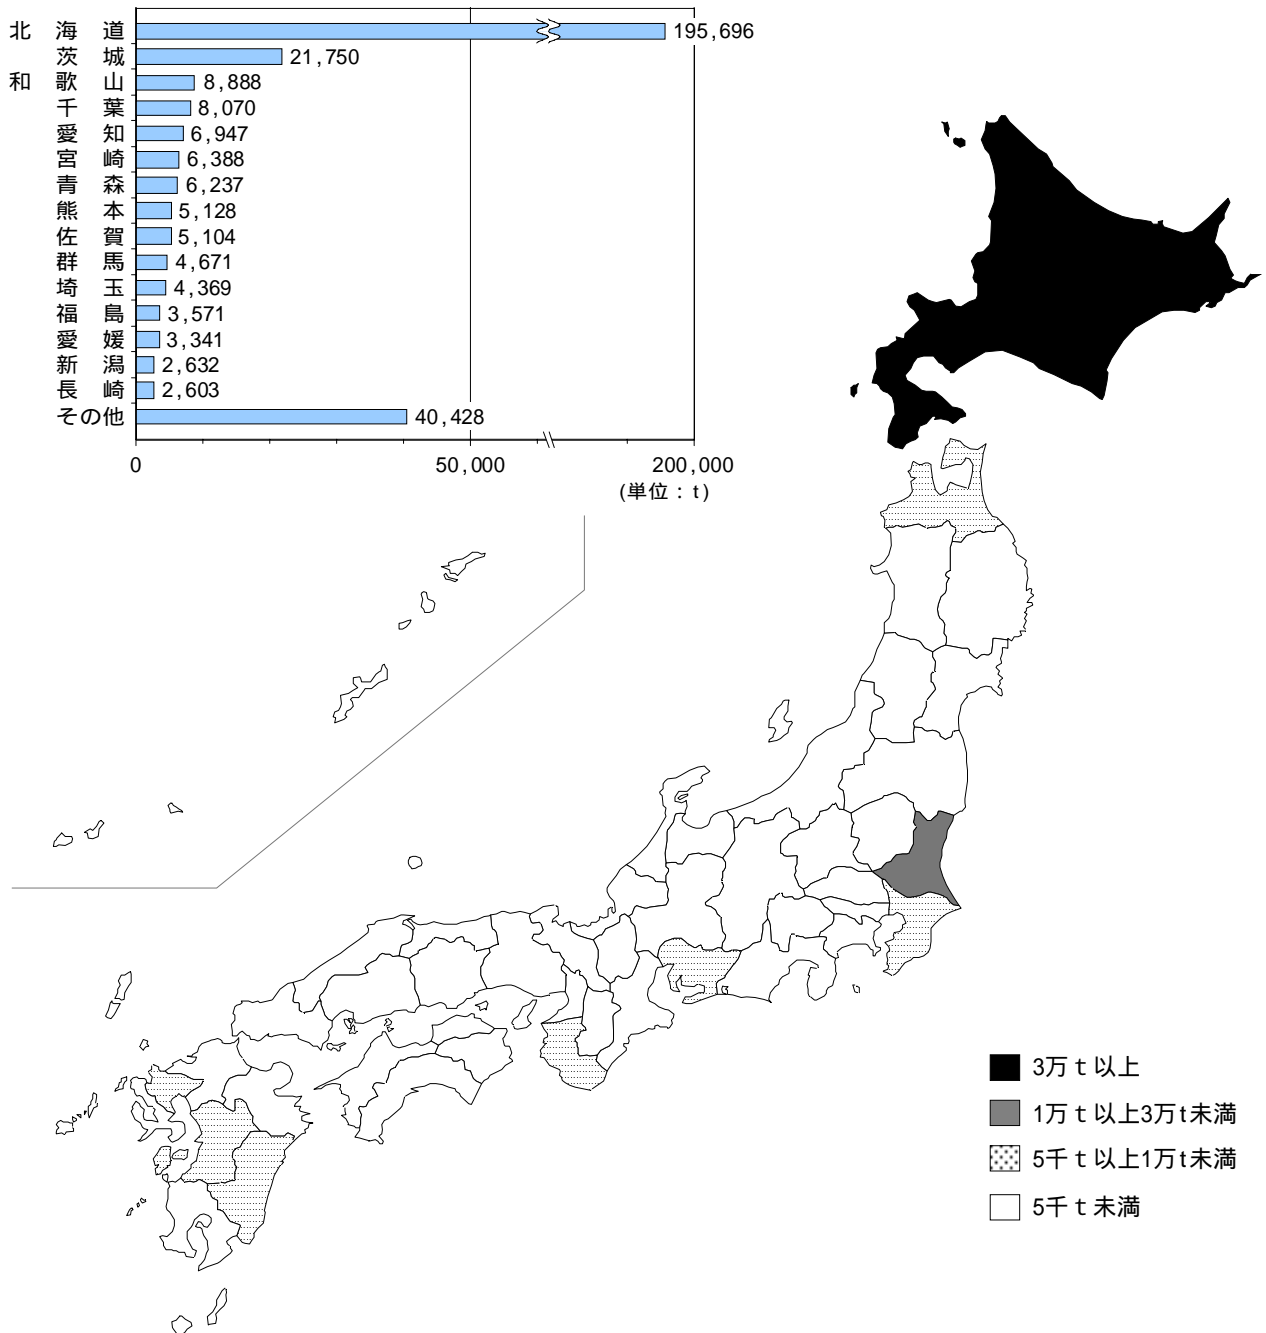 北 海 道 195,696
茨 城 21,750
和 歌 山 8,888
千 葉 8,070
愛 知 6,947
宮 崎 6,388
青 森 6,237
熊 本 5,128
佐 賀 5,104
群 馬 4,671
埼 玉 4,369
福 島 3,571
愛 媛 3,341
新 潟 2,632
長 崎 2,603
その他 40,428
0 50,000 200,000
(単位：t)
3万ｔ以上
1万ｔ以上3万t未満
5千ｔ以上1万t未満
5千ｔ未満